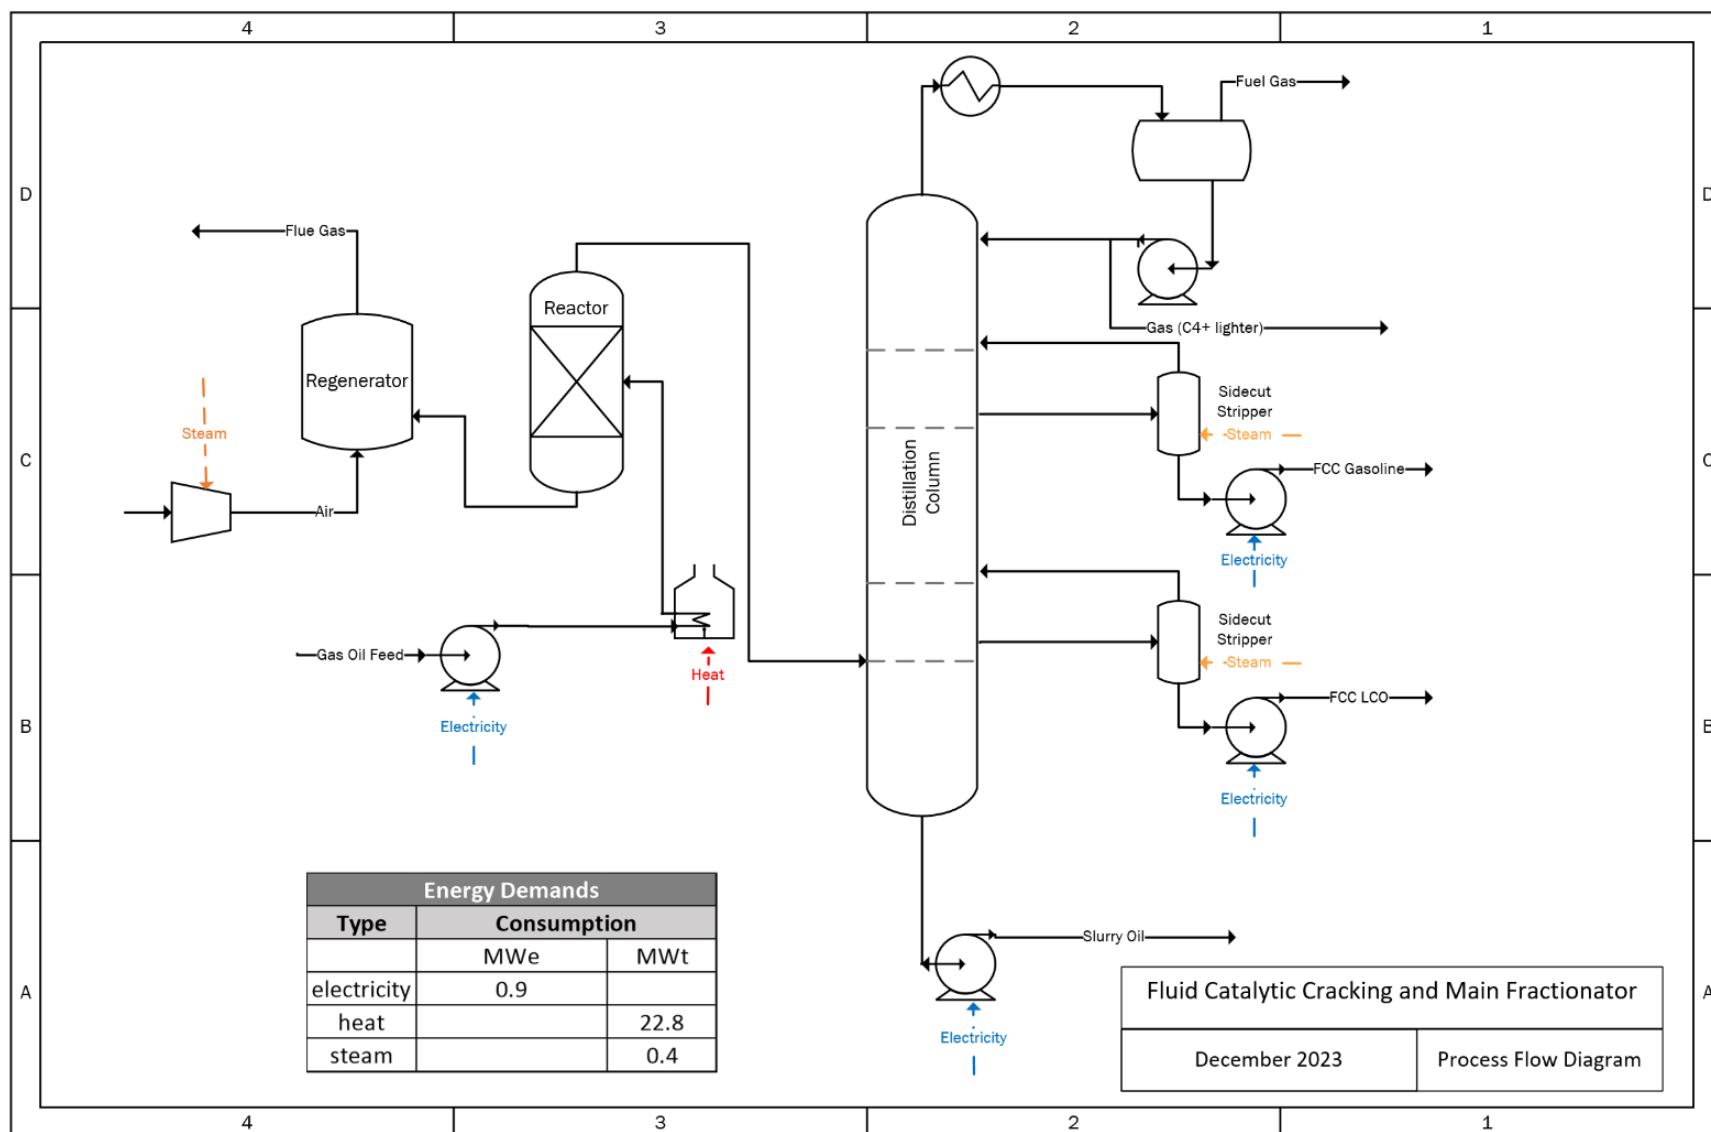 4 3 2 1
Fuel Gas
D D
Flue Gas
Reactor
Gas (C4+ lighter)
Regenerator
Sidecut
Stripper
Steam
Steam
C C
Distillation
Column
FCC Gasoline
Air
Electricity
Sidecut
Stripper
Gas Oil Feed
Steam
Heat
FCC LCO
B B
Electricity
Electricity
Energy Demands
Type Consumption
MWe MWt
electricity 0.9
heat 22.8
steam 0.4
Slurry Oil
A A
Electricity
Fluid Catalytic Cracking and Main Fractionator
December 2023 Process Flow Diagram
4 3 2 1